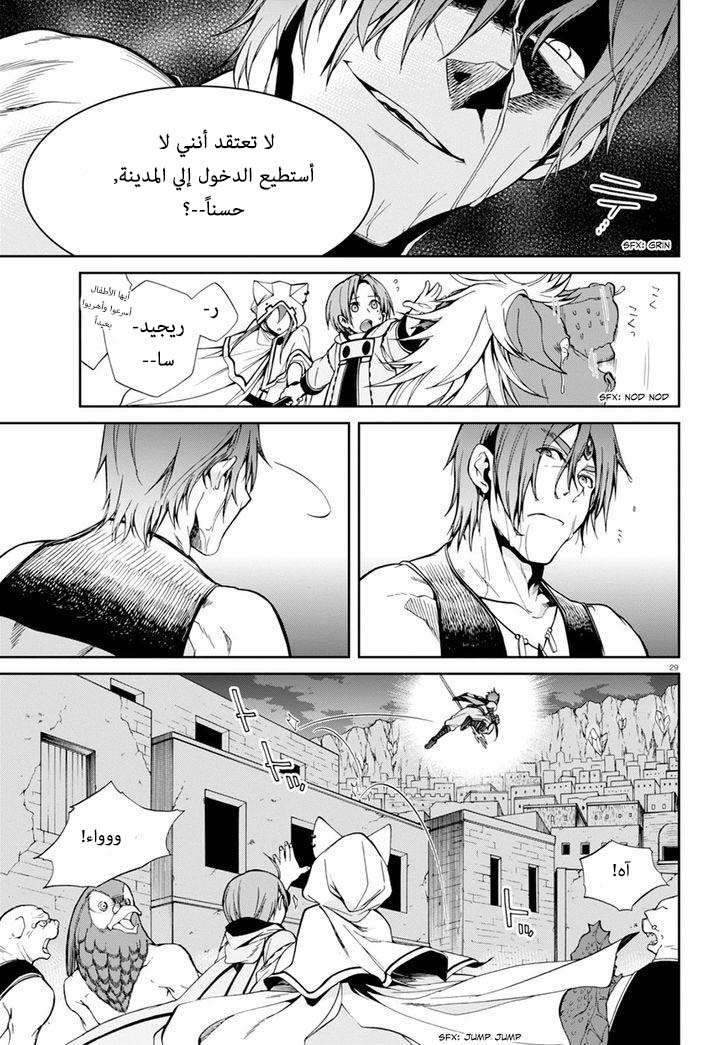 لا تعتقد أنني لا
أستطيع الدخول إلي المدينة,
حسناً--؟
SFX: GRIN
ر-
ريجيد-
سا--
أيها الأطفال
أسرعوا وأهربوا
بعيداً
SFX: NOD NOD
29
آه!
وووواء!
SFX: JUMP JUMP